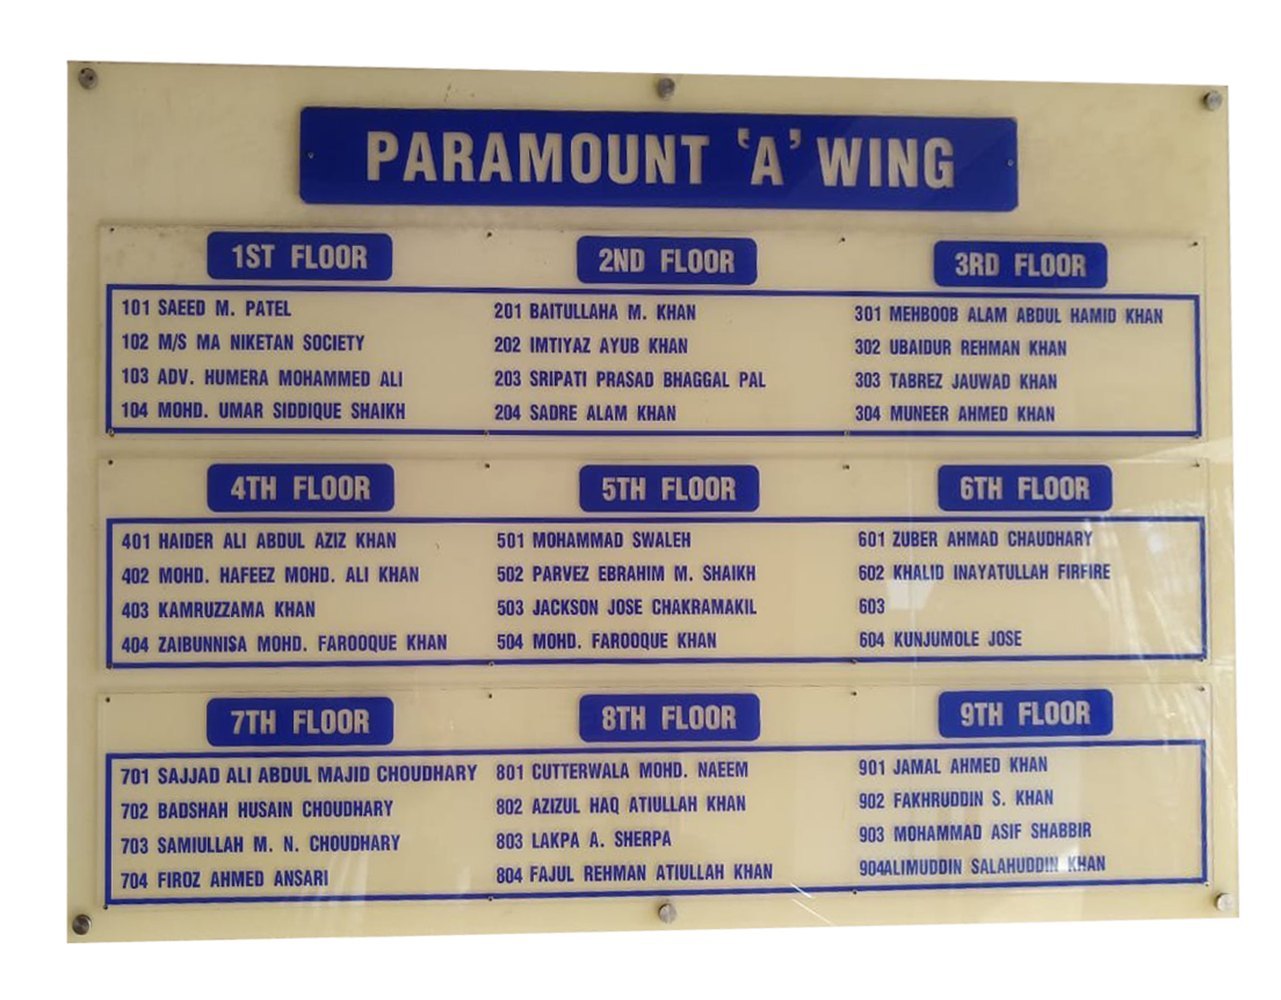 PARAMOUNT 'A' WING
1ST FLOOR
101 SAEED M. PATEL
102 M/S MA NIKETAN SOCIETY
103 ADV. HUMERA MOHAMMED ALI
104 MOHD. UMAR SIDDIQUE SHAIKH
2ND FLOOR
201 BAITULLAHA M. KHAN
202 IMTIYAZ AYUB KHAN
203 SRIPATI PRASAD BHAGGAL PAL
204 SADRE ALAM KHAN
3RD FLOOR
301 MEHBOOB ALAM ABDUL HAMID KHAN
302 UBAIDUR REHMAN KHAN
303 TABREZ JAUWAD KHAN
304 MUNEER AHMED KHAN
4TH FLOOR
401 HAIDER ALI ABDUL AZIZ KHAN
402 MOHD. HAFEEZ MOHD. ALI KHAN
403 KAMRUZZAMA KHAN
404 ZAIBUNNISA MOHD. FAROOQUE KHAN
5TH FLOOR
501 MOHAMMAD SWALEH
502 PARVEZ EBRAHIM M. SHAIKH
503 JACKSON JOSE CHAKRAMAKIL
504 MOHD. FAROOQUE KHAN
6TH FLOOR
601 ZUBER AHMAD CHAUDHARY
602 KHALID INAYATULLAH FIRFIRE
603
604 KUNJUMOLE JOSE
7TH FLOOR
701 SAJJAD ALI ABDUL MAJID CHOUDHARY
702 BADSHAH HUSAIN CHOUDHARY
703 SAMIULLAH M. N. CHOUDHARY
704 FIROZ AHMED ANSARI
8TH FLOOR
801 CUTTERWALA MOHD. NAEEM
802 AZIZUL HAQ ATIULLAH KHAN
803 LAKPA A. SHERPA
804 FAJUL REHMAN ATIULLAH KHAN
9TH FLOOR
901 JAMAL AHMED KHAN
902 FAKHRUDDIN S. KHAN
903 MOHAMMAD ASIF SHABBIR
904ALIMUDDIN SALAHUDDIN KHAN